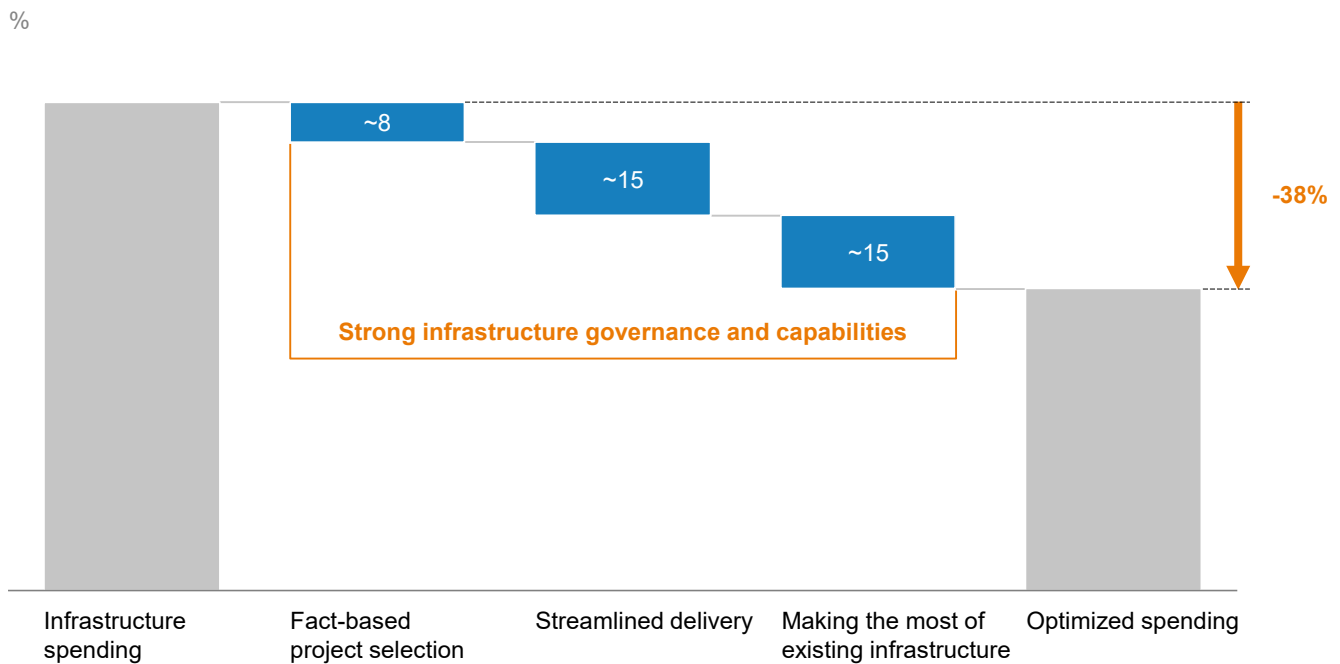 %
~8
~15
~15
-38%
Strong infrastructure governance and capabilities
Infrastructure
spending
Fact-based
project selection
Streamlined delivery
Making the most of
existing infrastructure
Optimized spending